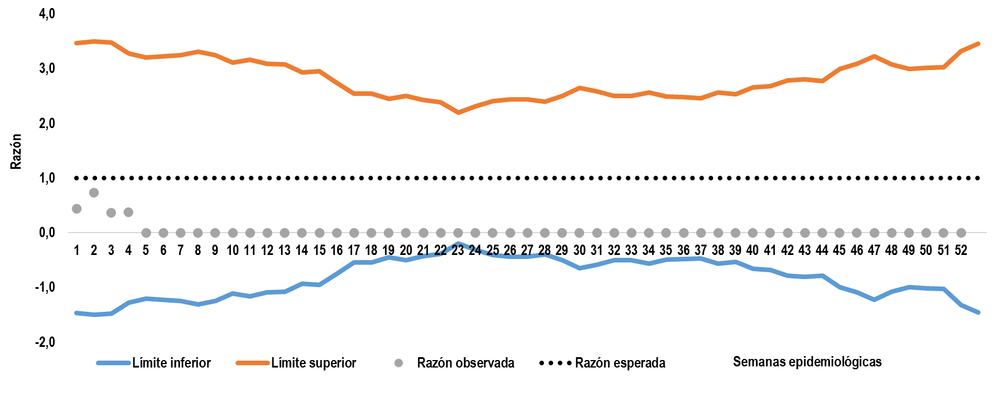 4,0
3,0
2,0
1,0
0,0
-1,0
-2,0
Razón
1 2 3 4 5 6 7 8 9 10 11 12 13 14 15 16 17 18 19 20 21 22 23 24 25 26 27 28 29 30 31 32 33 34 35 36 37 38 39 40 41 42 43 44 45 46 47 48 49 50 51 52
Límite inferior Límite superior Razón observada Razón esperada Semanas epidemiológicas